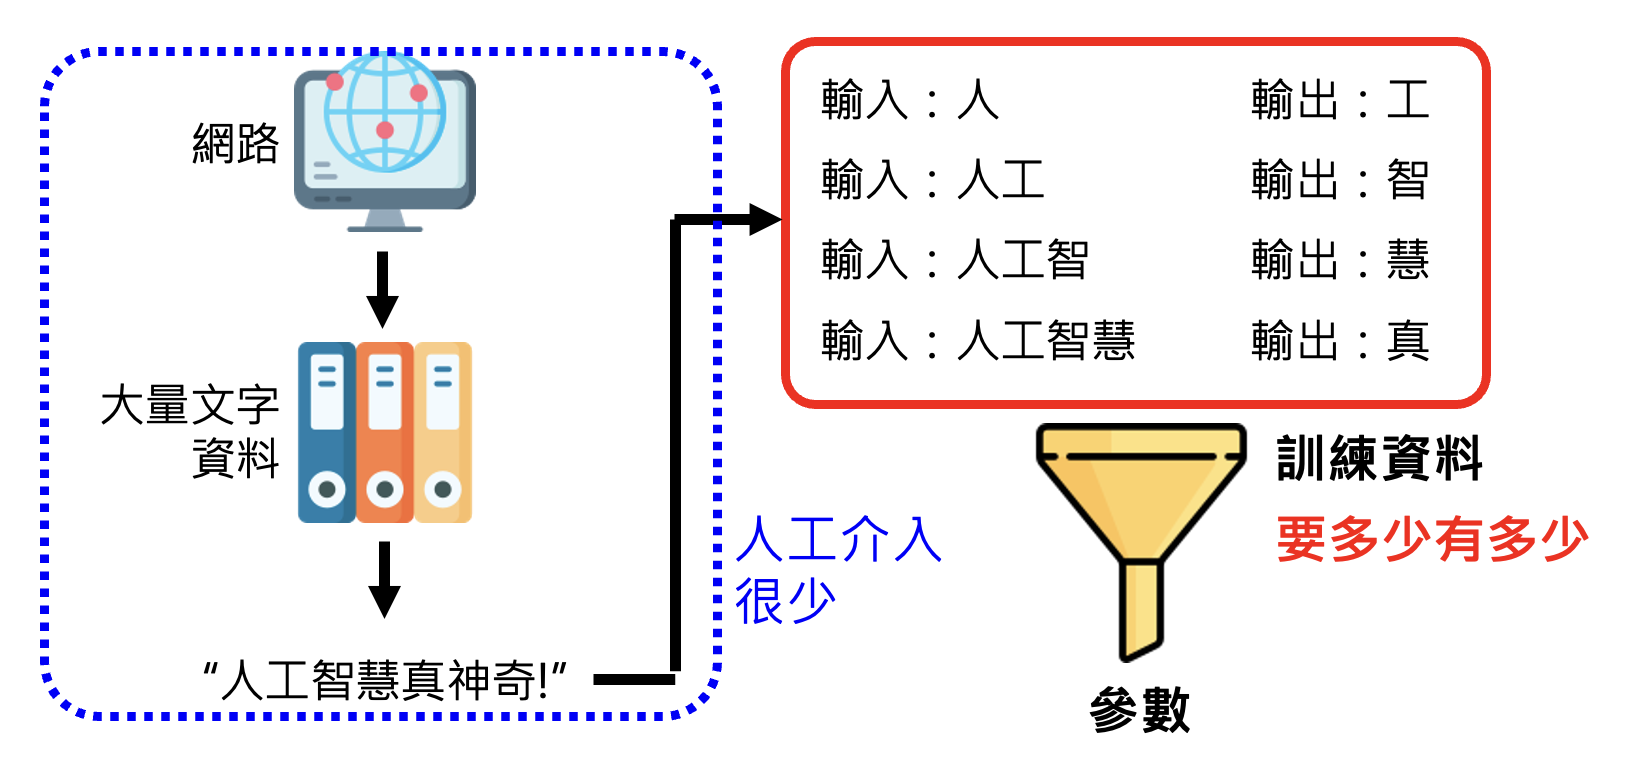 網路
大量文字
資料
“人工智慧真神奇!”
人工介入
很少
輸入：人 輸出：工
輸入：人工 輸出：智
輸入：人工智 輸出：慧
輸入：人工智慧 輸出：真
訓練資料
要多少有多少
參數